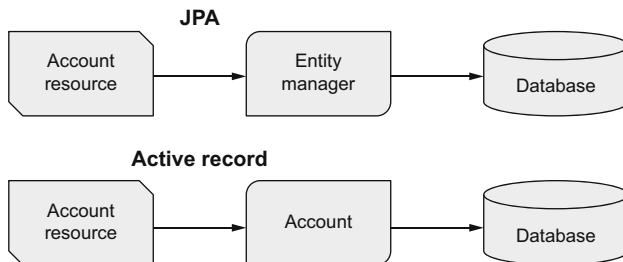 JPA
Account
resource
Entity
manager
Database
Active record
Account
resource
Account
Database